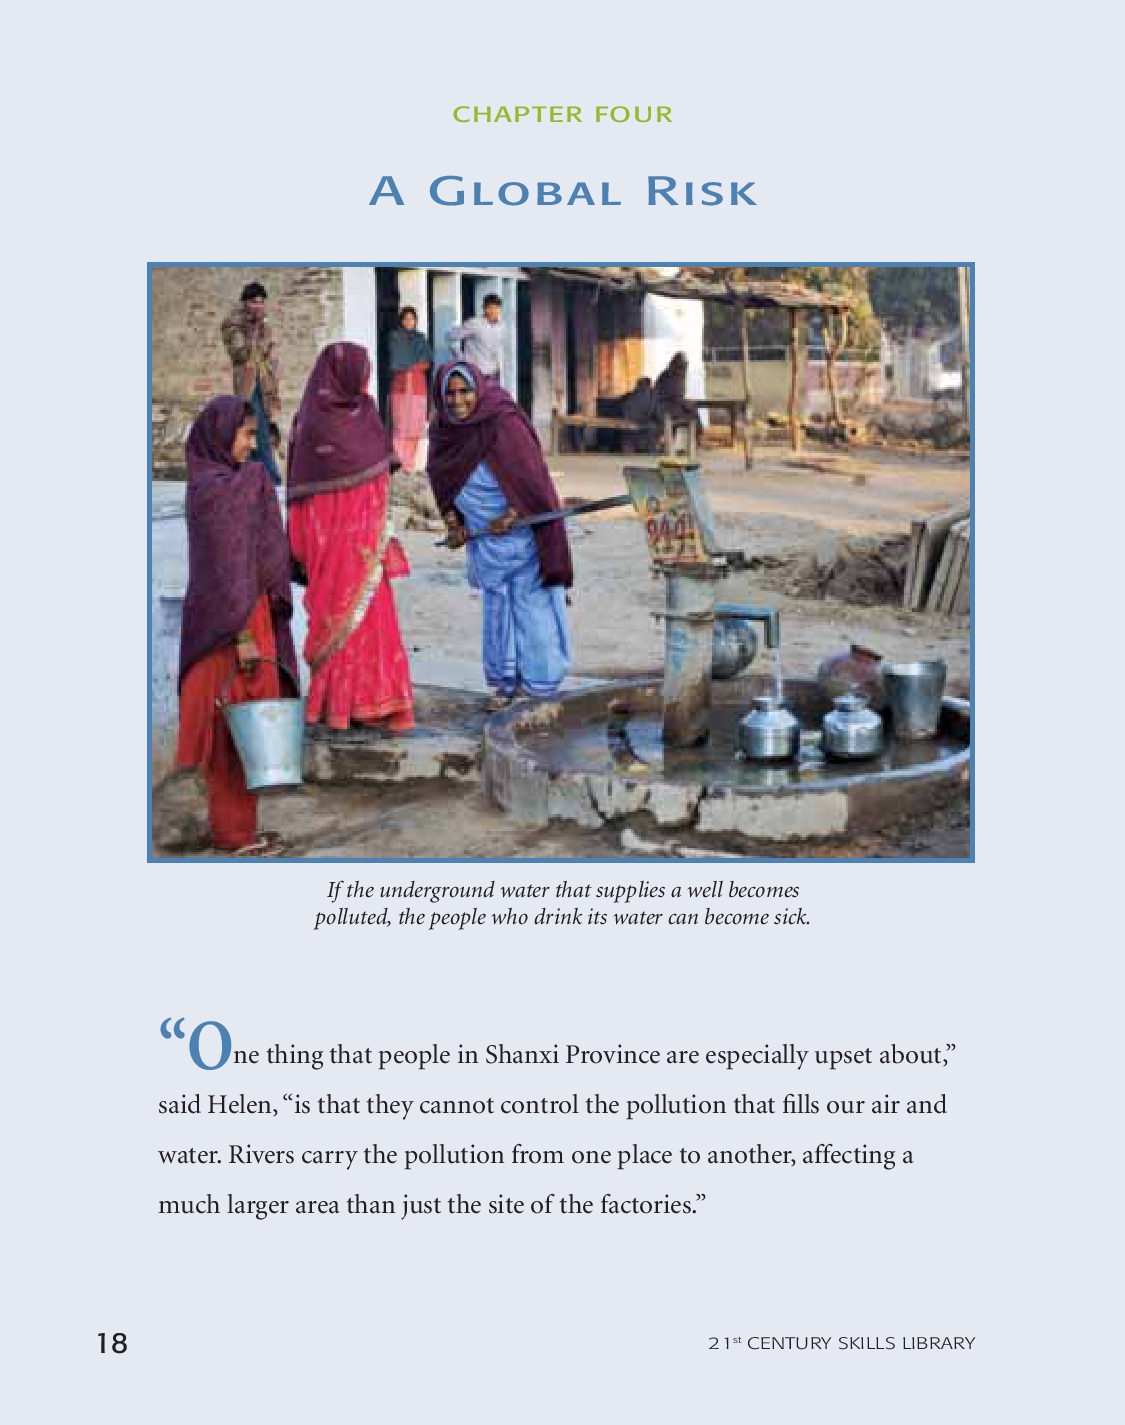 CHAPTER FOUR
A GLOBAL RISK
If the underground water that supplies a well becomes
polluted, the people who drink its water can become sick.
“One thing that people in Shanxi Province are especially upset about,”
said Helen, “is that they cannot control the pollution that fills our air and
water. Rivers carry the pollution from one place to another, affecting a
much larger area than just the site of the factories.”
18
21st CENTURY SKILLS LIBRARY